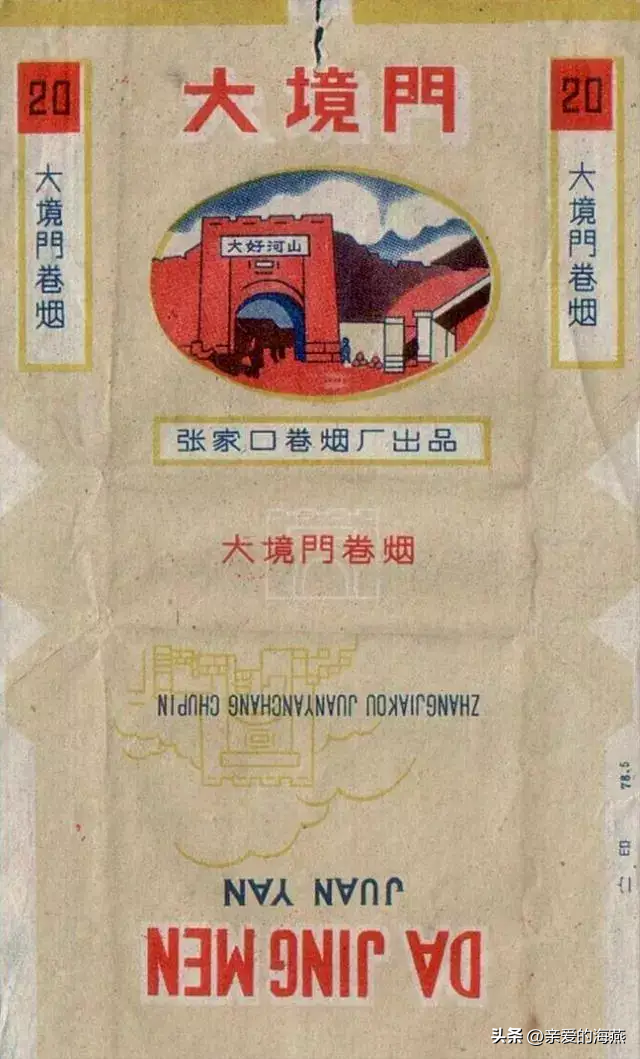 大境門
20
20
大境門卷烟
大境門卷烟
大好河山
张家口卷烟厂出品
大境門卷烟
ZHANGJIAKOU JUANYANCHANG CHUPIN
JUAN YAN
DA JING MEN
印 78.5
头条 @亲爱的海燕